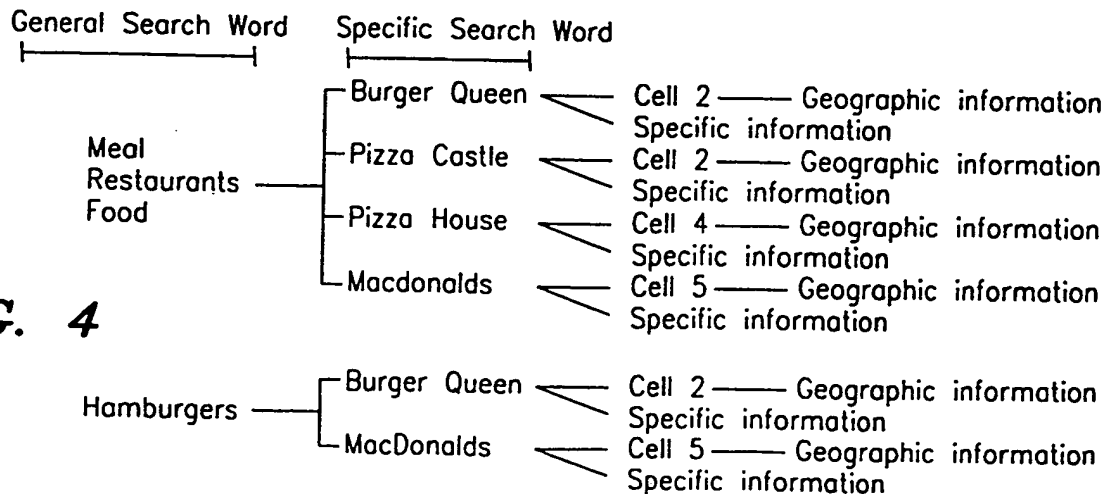 General Search Word Specific Search Word
Burger Queen Cell 2 Geographic information
Specific information
Meal
Restaurants
Food
Pizza Castle Cell 2 Geographic information
Specific information
Pizza House Cell 4 Geographic information
Specific information
Macdonalds Cell 5 Geographic information
Specific information
G. 4
Hamburgers
Burger Queen Cell 2 Geographic information
Specific information
MacDonalds Cell 5 Geographic information
Specific information